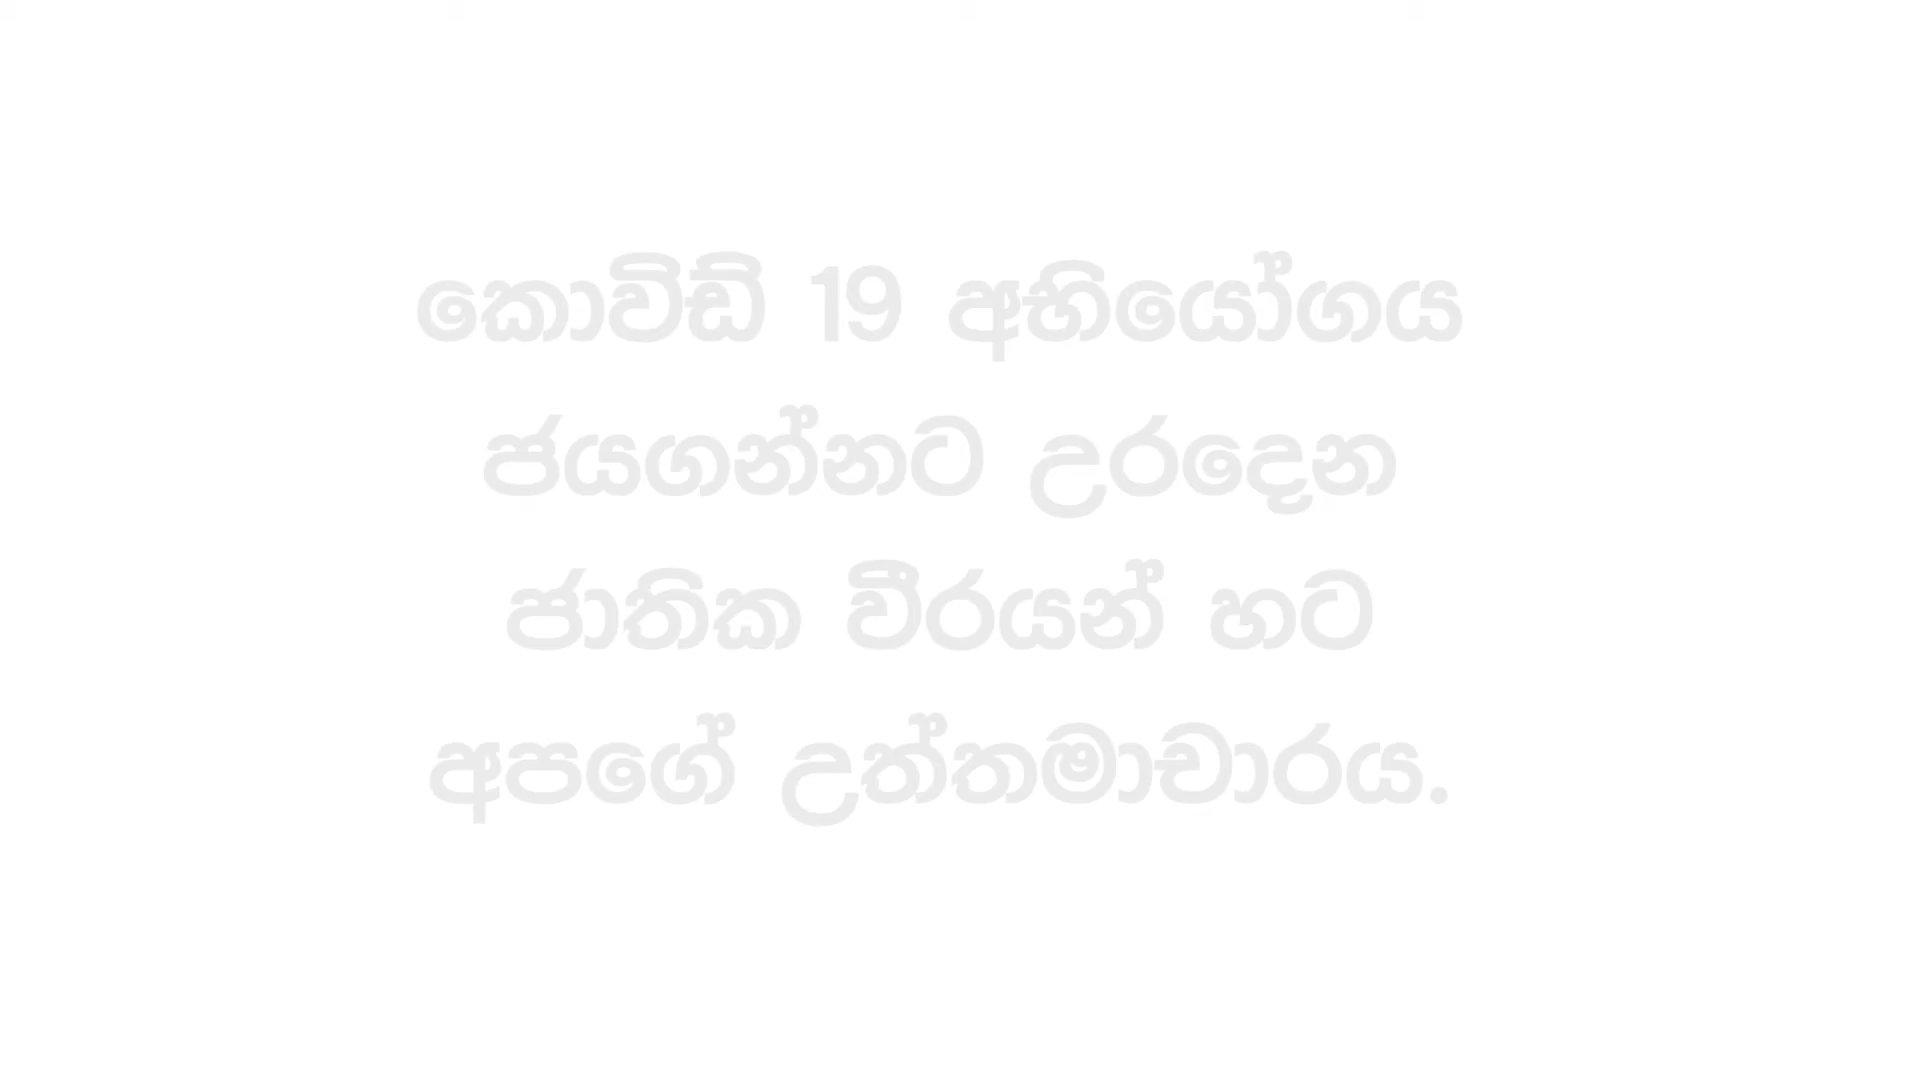 කොවිඩ් 19 අභියෝගය
ජයගන්නට උරදෙන
ජාතික වීරයන් හට
අපගේ උත්තමාචාරය.